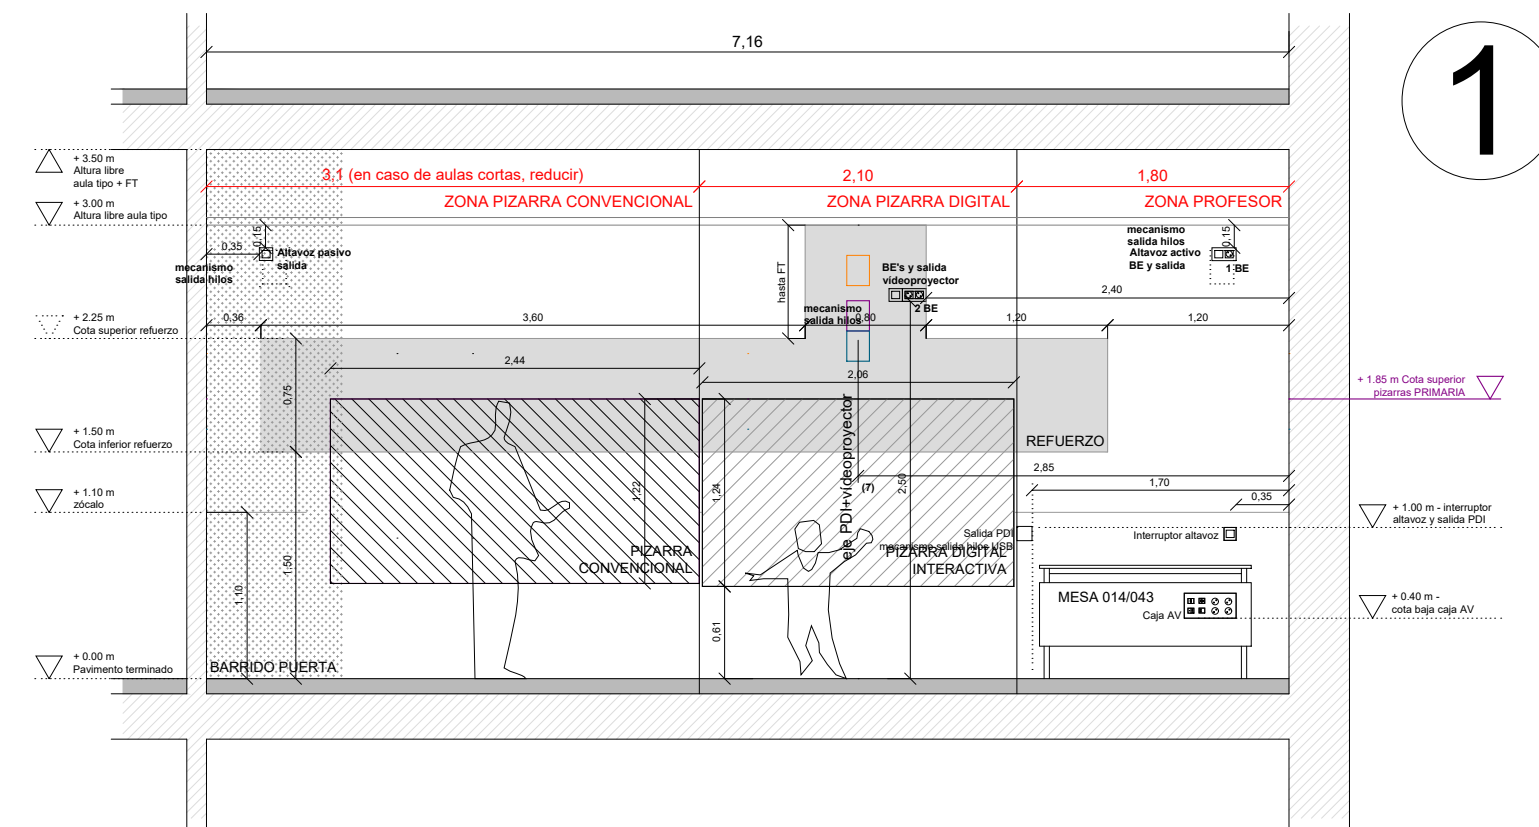 7,16
1
+ 3.50 m
Altura libre
aula tipo + FT
3,1 (en caso de aulas cortas, reducir)
2,10
1,80
ZONA PIZARRA CONVENCIONAL
ZONA PIZARRA DIGITAL
ZONA PROFESOR
+ 3.00 m
Altura libre aula tipo
0,15
0,35
Altavoz pasivo
salida
mecanismo
salida hilos
hasta FT
BE's y salida
vídeoproyector
2 BE
mecanismo
salida hilos
mecanismo
salida hilos
Altavoz activo
BE y salida
0,15
1 BE
2,40
+ 2.25 m
Cota superior refuerzo
0,36
3,60
0,80
1,20
1,20
2,44
2,06
0,75
+ 1.85 m Cota superior
pizarras PRIMARIA
+ 1.50 m
Cota inferior refuerzo
REFUERZO
2,85
1,70
0,35
(7)
eje PDI+vídeoproyector
1,22
1,24
2,50
+ 1.10 m
zócalo
+ 1.00 m - interruptor
altavoz y salida PDI
Salida PDI
mecanismo salida hilos USB
Interruptor altavoz
PIZARRA
CONVENCIONAL
PIZARRA DIGITAL
INTERACTIVA
1,50
1,10
0,61
MESA 014/043
Caja AV
+ 0.40 m -
cota baja caja AV
+ 0.00 m
Pavimento terminado
BARRIDO PUERTA